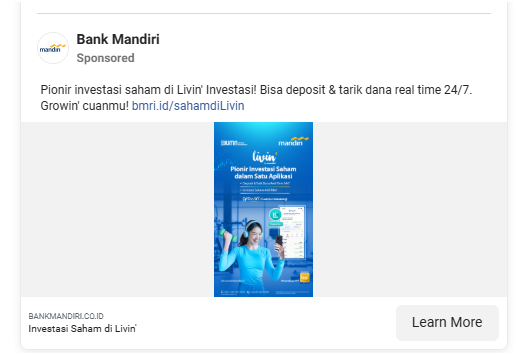 Bank Mandiri
Sponsored
mandiri
Pionir investasi saham di Livin' Investasi! Bisa deposit & tarik dana real time 24/7.
Growin' cuanmu! bmri.id/sahamdiLivin
BUMN
mandiri
livin'
Pionir Investasi Saham
dalam Satu Aplikasi
BANKMANDIRI.CO.ID
Investasi Saham di Livin'
Learn More